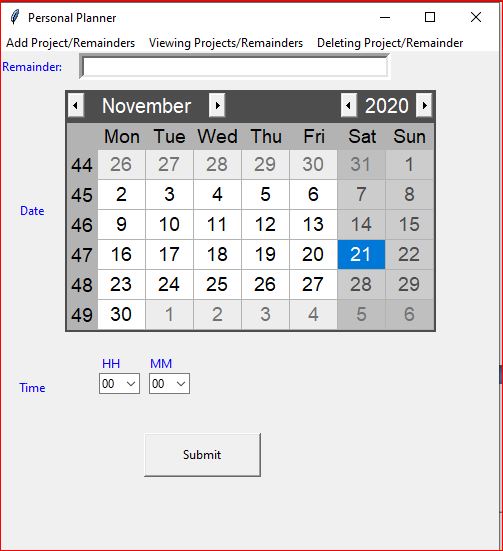 Personal Planner
Add Project/Remainders Viewing Projects/Remainders Deleting Project/Remainder
Remainder:
November 2020
Mon Tue Wed Thu Fri Sat Sun
44 26 27 28 29 30 31 1
45 2 3 4 5 6 7 8
Date
46 9 10 11 12 13 14 15
47 16 17 18 19 20 21 22
48 23 24 25 26 27 28 29
49 30 1 2 3 4 5 6
HH MM
Time 00 00
Submit